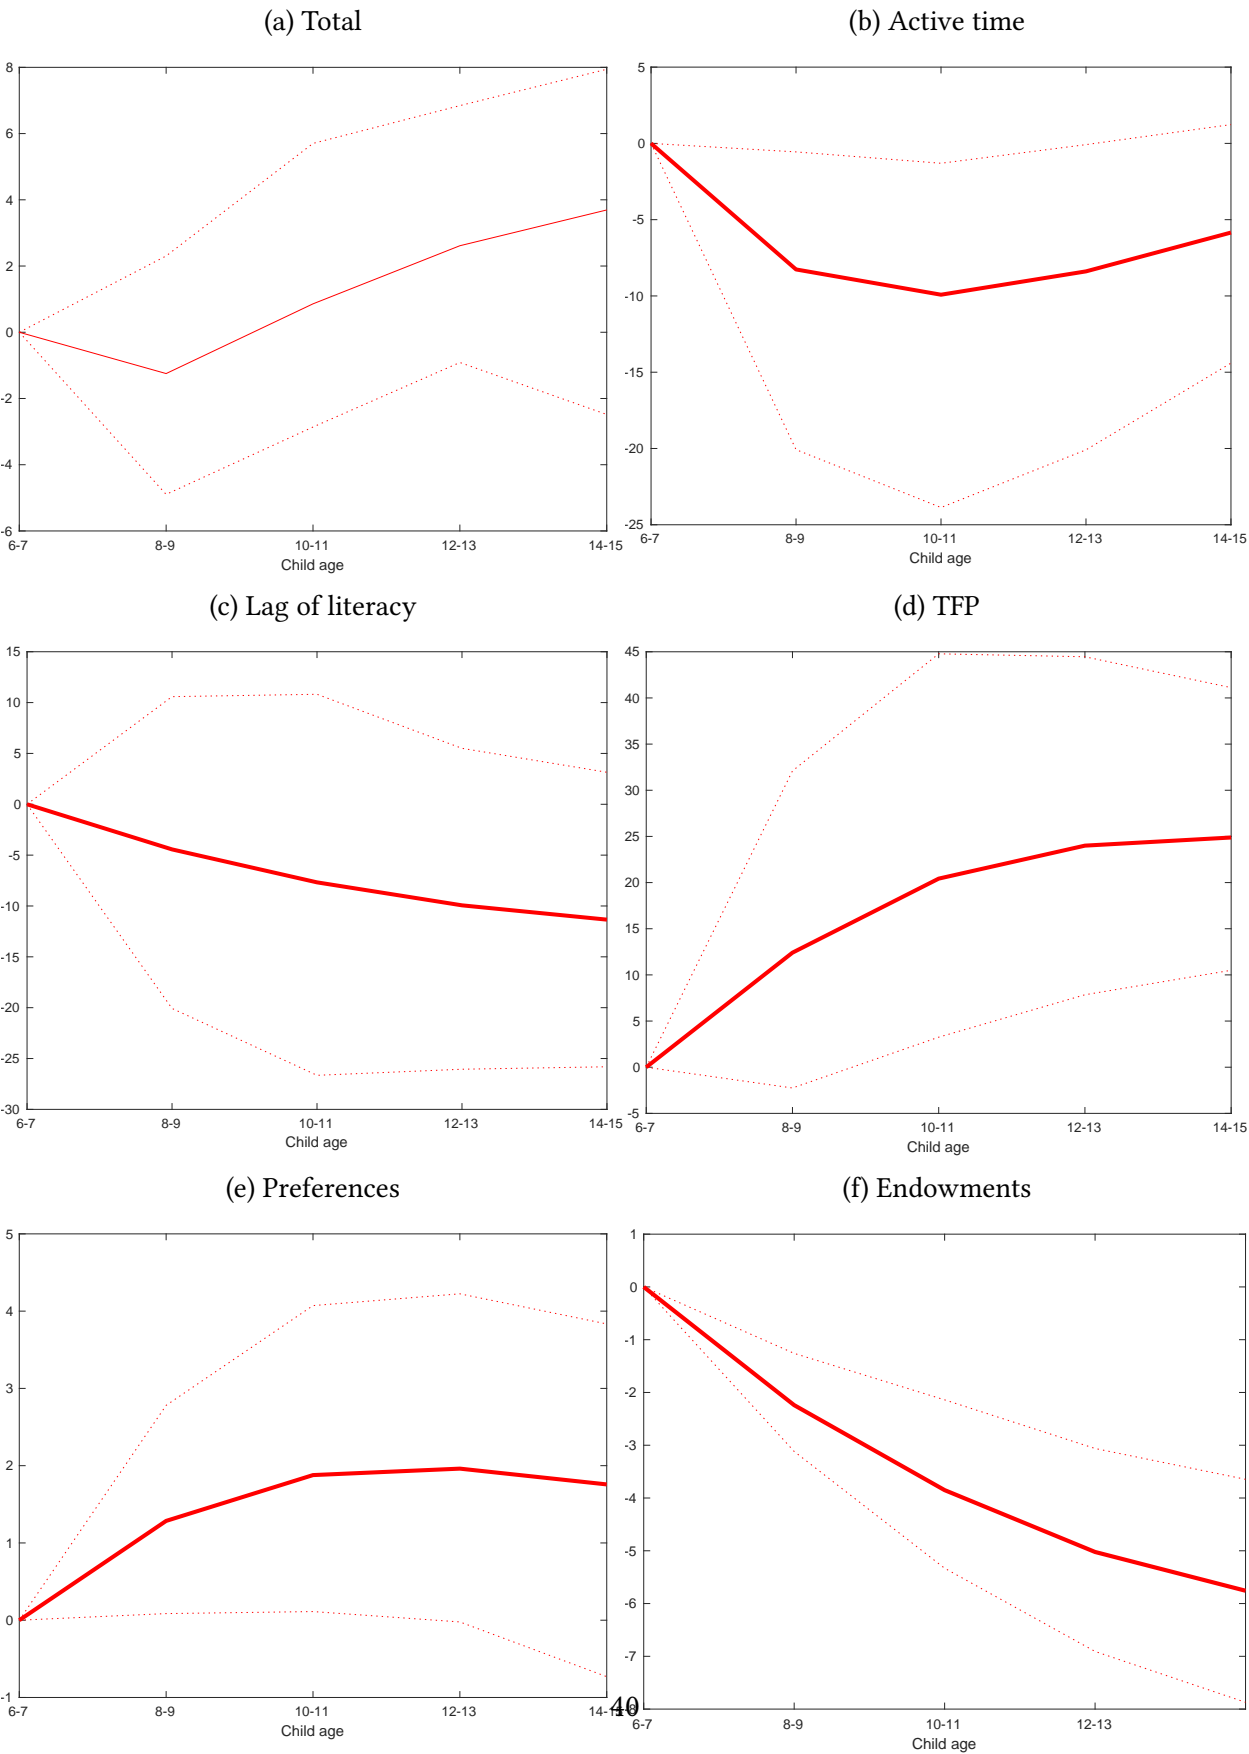 (a) Total
8
6
4
2
0
-2
-4
-6
6-7 8-9 10-11 12-13 14-15
Child age
(b) Active time
5
0
-5
-10
-15
-20
-25
6-7 8-9 10-11 12-13 14-15
Child age
(c) Lag of literacy
15
10
5
0
-5
-10
-15
-20
-25
-30
6-7 8-9 10-11 12-13 14-15
Child age
(d) TFP
45
40
35
30
25
20
15
10
5
0
-5
6-7 8-9 10-11 12-13 14-15
Child age
(e) Preferences
5
4
3
2
1
0
-1
6-7 8-9 10-11 12-13
Child age
(f) Endowments
1
0
-1
-2
-3
-4
-5
-6
-7
6-7 8-9 10-11 12-13
Child age
40